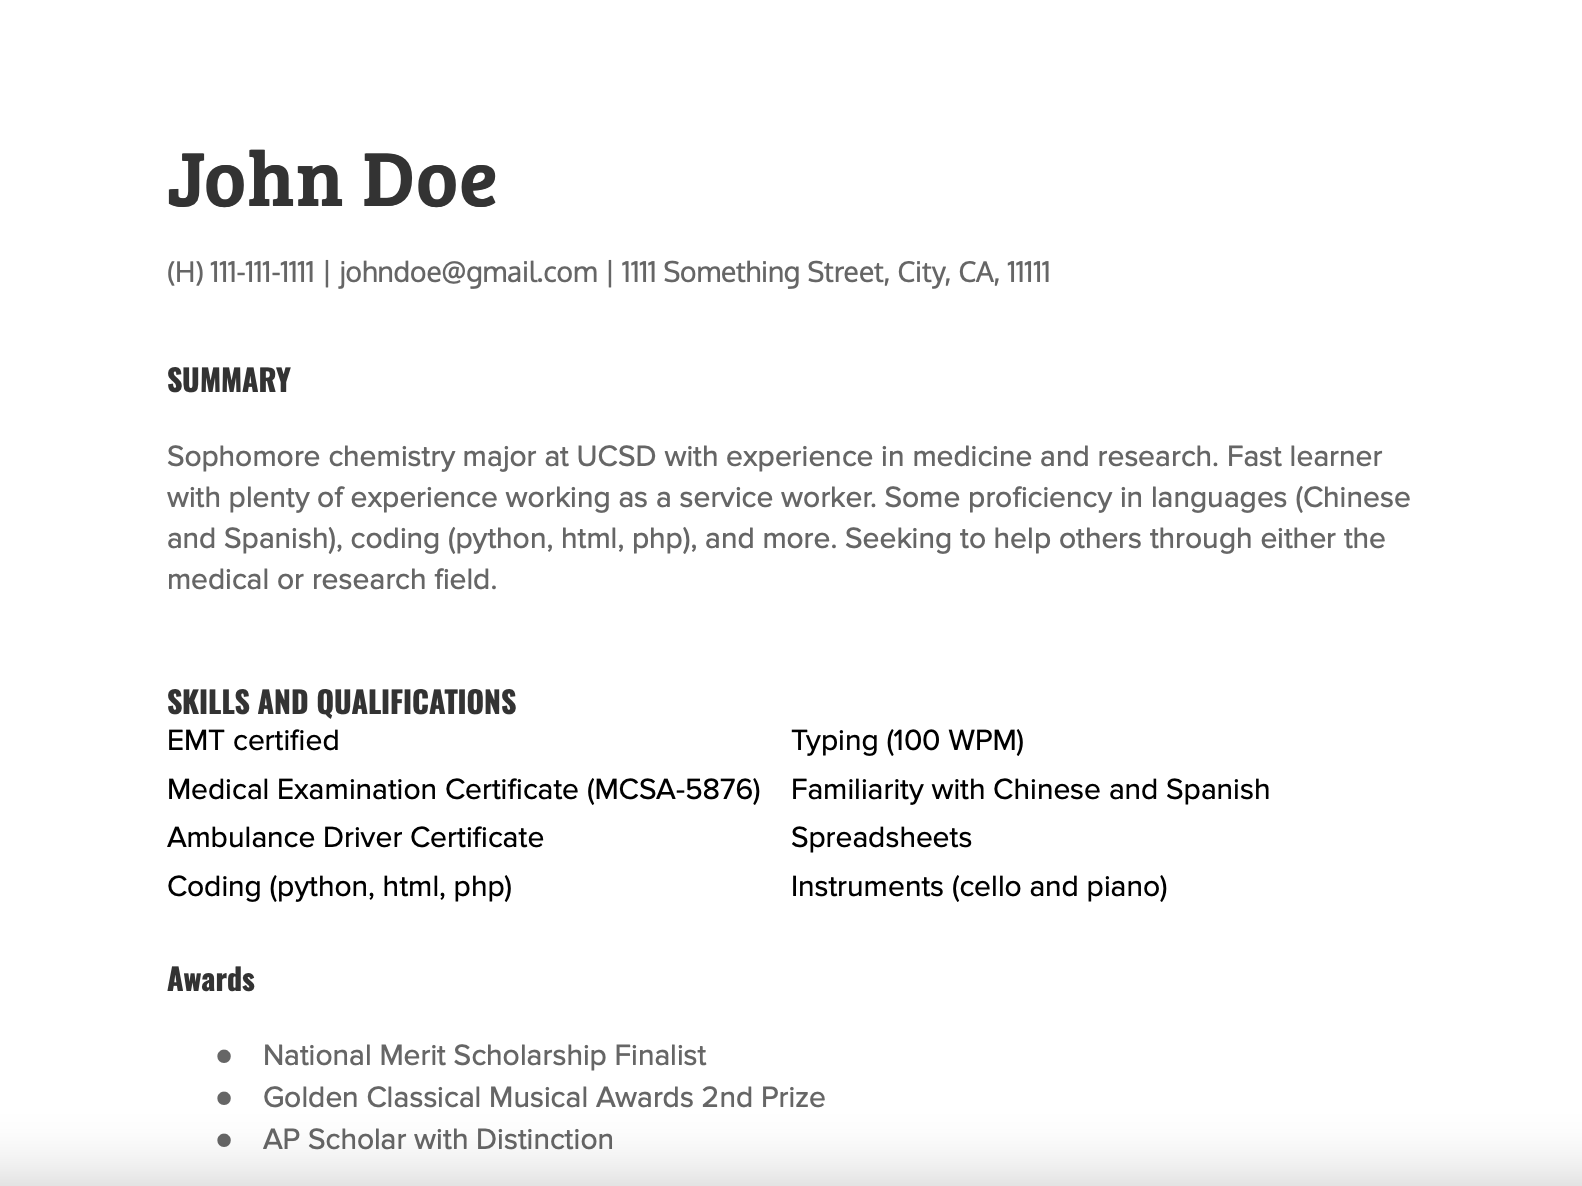 John Doe
(H) 111-111-1111 | johndoe@gmail.com | 1111 Something Street, City, CA, 11111
SUMMARY
Sophomore chemistry major at UCSD with experience in medicine and research. Fast learner
with plenty of experience working as a service worker. Some proficiency in languages (Chinese
and Spanish), coding (python, html, php), and more. Seeking to help others through either the
medical or research field.
SKILLS AND QUALIFICATIONS
EMT certified
Medical Examination Certificate (MCSA-5876)
Ambulance Driver Certificate
Coding (python, html, php)
Typing (100 WPM)
Familiarity with Chinese and Spanish
Spreadsheets
Instruments (cello and piano)
Awards
● National Merit Scholarship Finalist
● Golden Classical Musical Awards 2nd Prize
● AP Scholar with Distinction